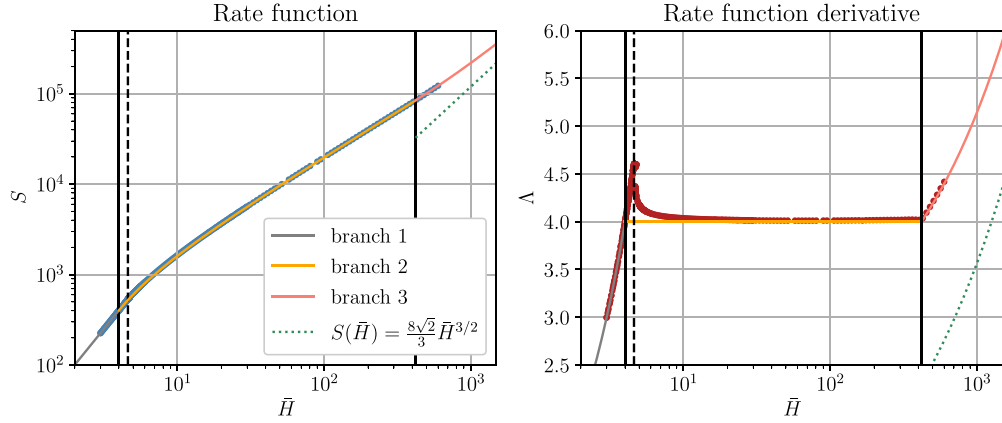 Rate function
S
10^5
10^4
10^3
10^2
10^1
10^2
10^3
H̄
branch 1
branch 2
branch 3
S(H̄) = \frac{8\sqrt{2}}{3} H̄^{3/2}
Rate function derivative
Λ
6.0
5.5
5.0
4.5
4.0
3.5
3.0
2.5
10^1
10^2
10^3
H̄